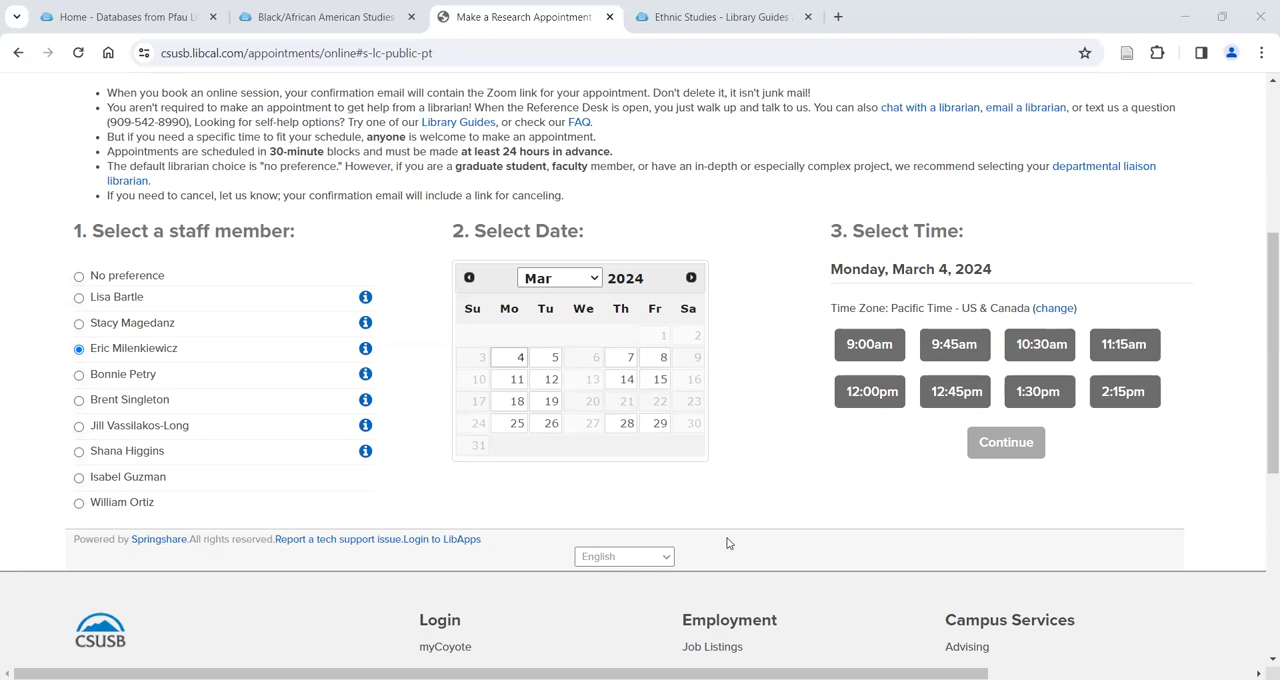 Home - Databases from Pfau Li
Black/African American Studies
Make a Research Appointment
Ethnic Studies - Library Guides
csusb.libcal.com/appointments/online#s-lc-public-pt
When you book an online session, your confirmation email will contain the Zoom link for your appointment. Don't delete it, it isn't junk mail!
You aren't required to make an appointment to get help from a librarian! When the Reference Desk is open, you just walk up and talk to us. You can also chat with a librarian, email a librarian, or text us a question
(909-542-8990), Looking for self-help options? Try one of our Library Guides, or check our FAQ.
But if you need a specific time to fit your schedule, anyone is welcome to make an appointment.
Appointments are scheduled in 30-minute blocks and must be made at least 24 hours in advance.
The default librarian choice is "no preference." However, if you are a graduate student, faculty member, or have an in-depth or especially complex project, we recommend selecting your departmental liaison
librarian.
If you need to cancel, let us know; your confirmation email will include a link for canceling.
1. Select a staff member:
No preference
Lisa Bartle
Stacy Magedanz
Eric Milenkiewicz
Bonnie Petry
Brent Singleton
Jill Vassilakos-Long
Shana Higgins
Isabel Guzman
William Ortiz
2. Select Date:
Mar 2024
Su Mo Tu We Th Fr Sa
1 2
3 4 5 6 7 8 9
10 11 12 13 14 15 16
17 18 19 20 21 22 23
24 25 26 27 28 29 30
31
3. Select Time:
Monday, March 4, 2024
Time Zone: Pacific Time - US & Canada (change)
9:00am 9:45am 10:30am 11:15am
12:00pm 12:45pm 1:30pm 2:15pm
Continue
Powered by Springshare. All rights reserved. Report a tech support issue. Login to LibApps
English
CSUSB
Login
myCoyote
Employment
Job Listings
Campus Services
Advising